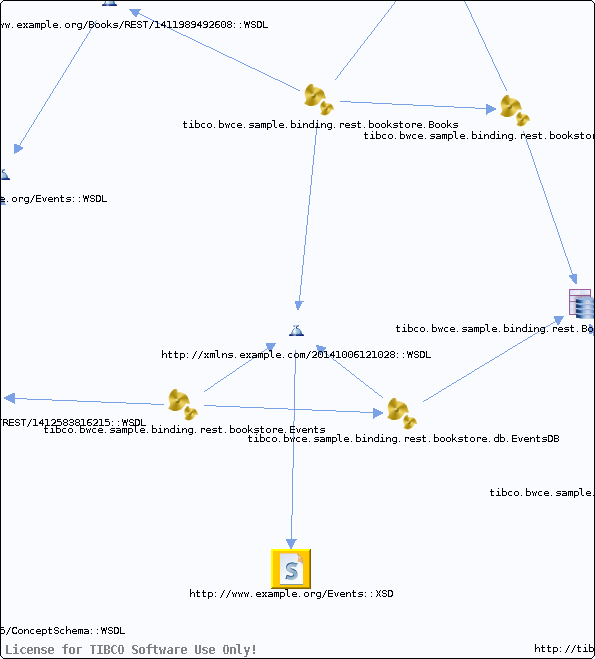 ww.example.org/Books/REST/1411989492608::WSDL
tibco.bwce.sample.binding.rest.bookstore.Books
tibco.bwce.sample.binding.rest.bookstor
e.org/Events::WSDL
tibco.bwce.sample.binding.rest.Bo
http://xmlns.example.com/20141006121028::WSDL
/REST/1412583816215::WSDL
tibco.bwce.sample.binding.rest.bookstore.Events
tibco.bwce.sample.binding.rest.bookstore.db.EventsDB
tibco.bwce.sample.
http://www.example.org/Events::XSD
6/ConceptSchema::WSDL
License for TIBCO Software Use Only!
http://tib